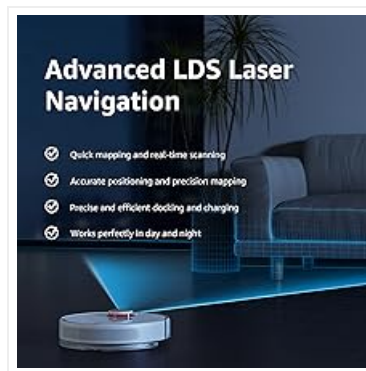 Advanced LDS Laser
Navigation
Quick mapping and real-time scanning
Accurate positioning and precision mapping
Precise and efficient docking and charging
Works perfectly in day and night